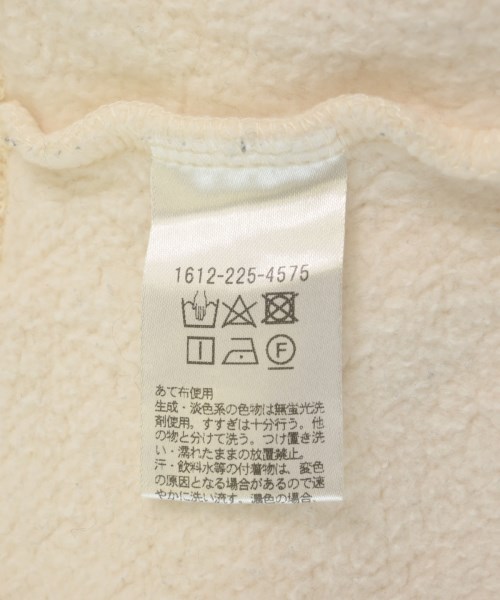 1612-225-4575
F
あて布使用
生成・淡色系の色物は無蛍光洗
剤使用。すすぎは十分行う。他
の物と分けて洗う。つけ置き洗
い・濡れたままの放置禁止。
汗・飲料水等の付着物は、変色
の原因となる場合があるので速
やかに洗い流す。濃色の場合、